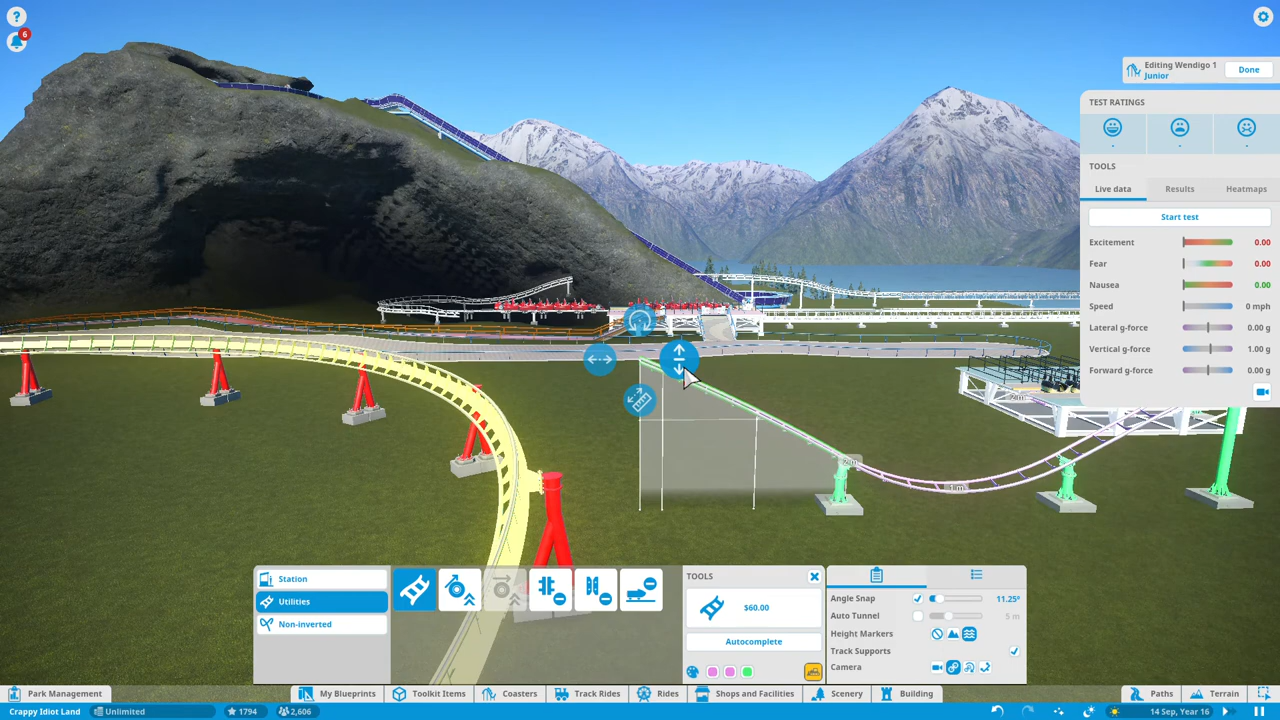 ?
6
Editing Wendigo 1
Junior
Done
TEST RATINGS
- - -
TOOLS
Live data Results Heatmaps
Start test
Excitement 0.00
Fear 0.00
Nausea 0.00
Speed 0 mph
Lateral g-force 0.00 g
Vertical g-force 1.00 g
Forward g-force 0.00 g
2m
2m
1m
Station
Utilities
Non-inverted
TOOLS
$60.00
Autocomplete
Angle Snap 11.25°
Auto Tunnel 5 m
Height Markers
Track Supports
Camera
Park Management My Blueprints Toolkit Items Coasters Track Rides Rides Shops and Facilities Scenery Building Paths Terrain
Crappy Idiot Land Unlimited 1794 2,606 14 Sep, Year 16